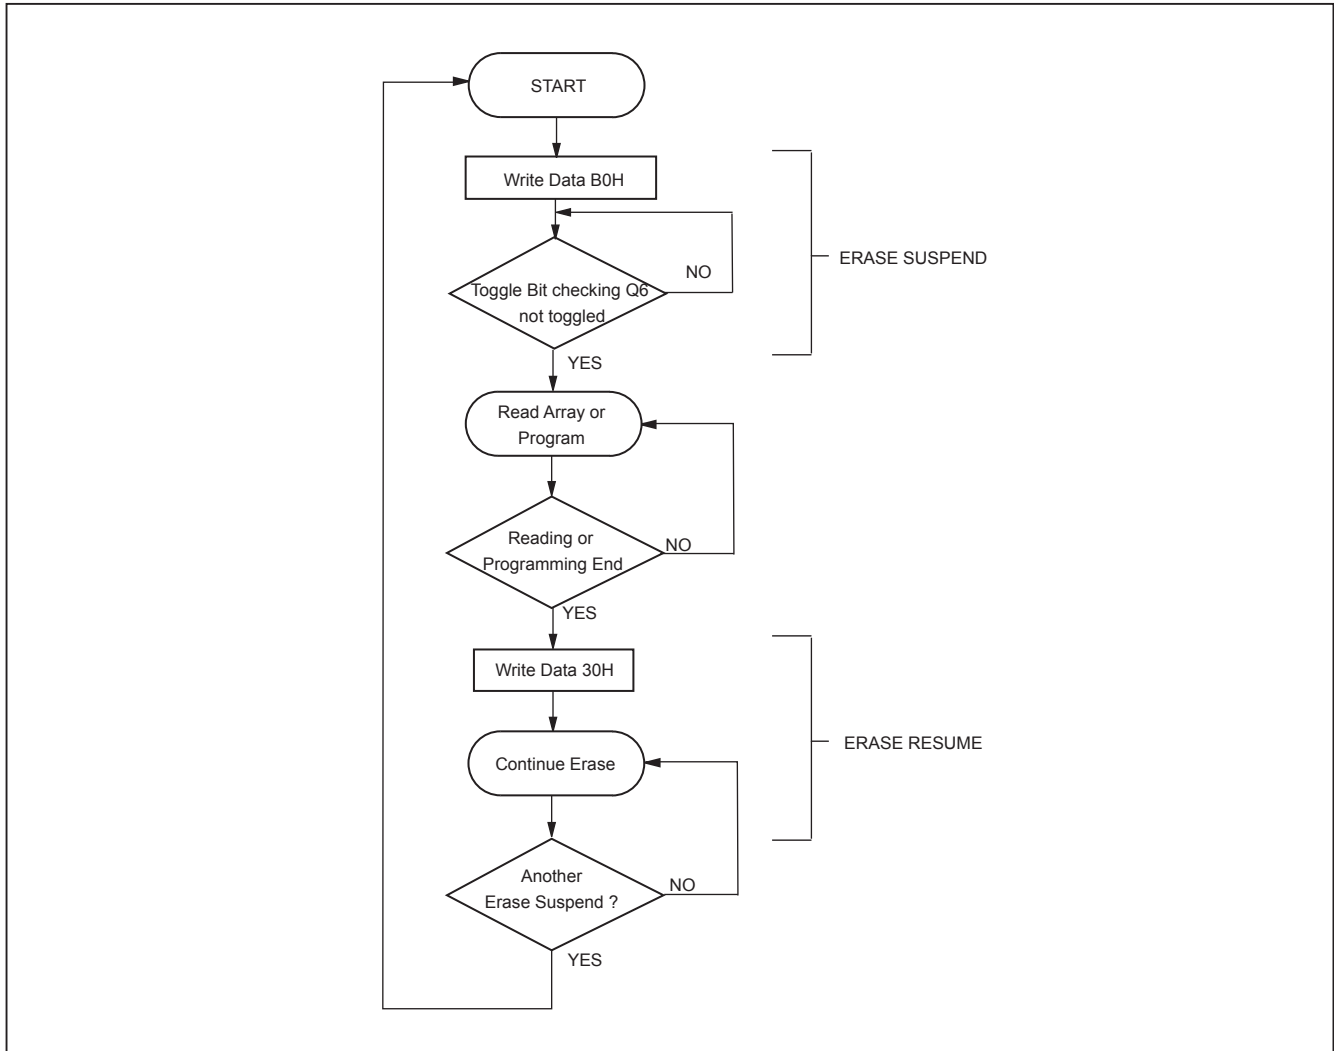 START
Write Data B0H
ERASE SUSPEND
NO
Toggle Bit checking Q6
not toggled
YES
Read Array or
Program
Reading or
Programming End
NO
YES
Write Data 30H
ERASE RESUME
Continue Erase
Another
Erase Suspend ?
NO
YES